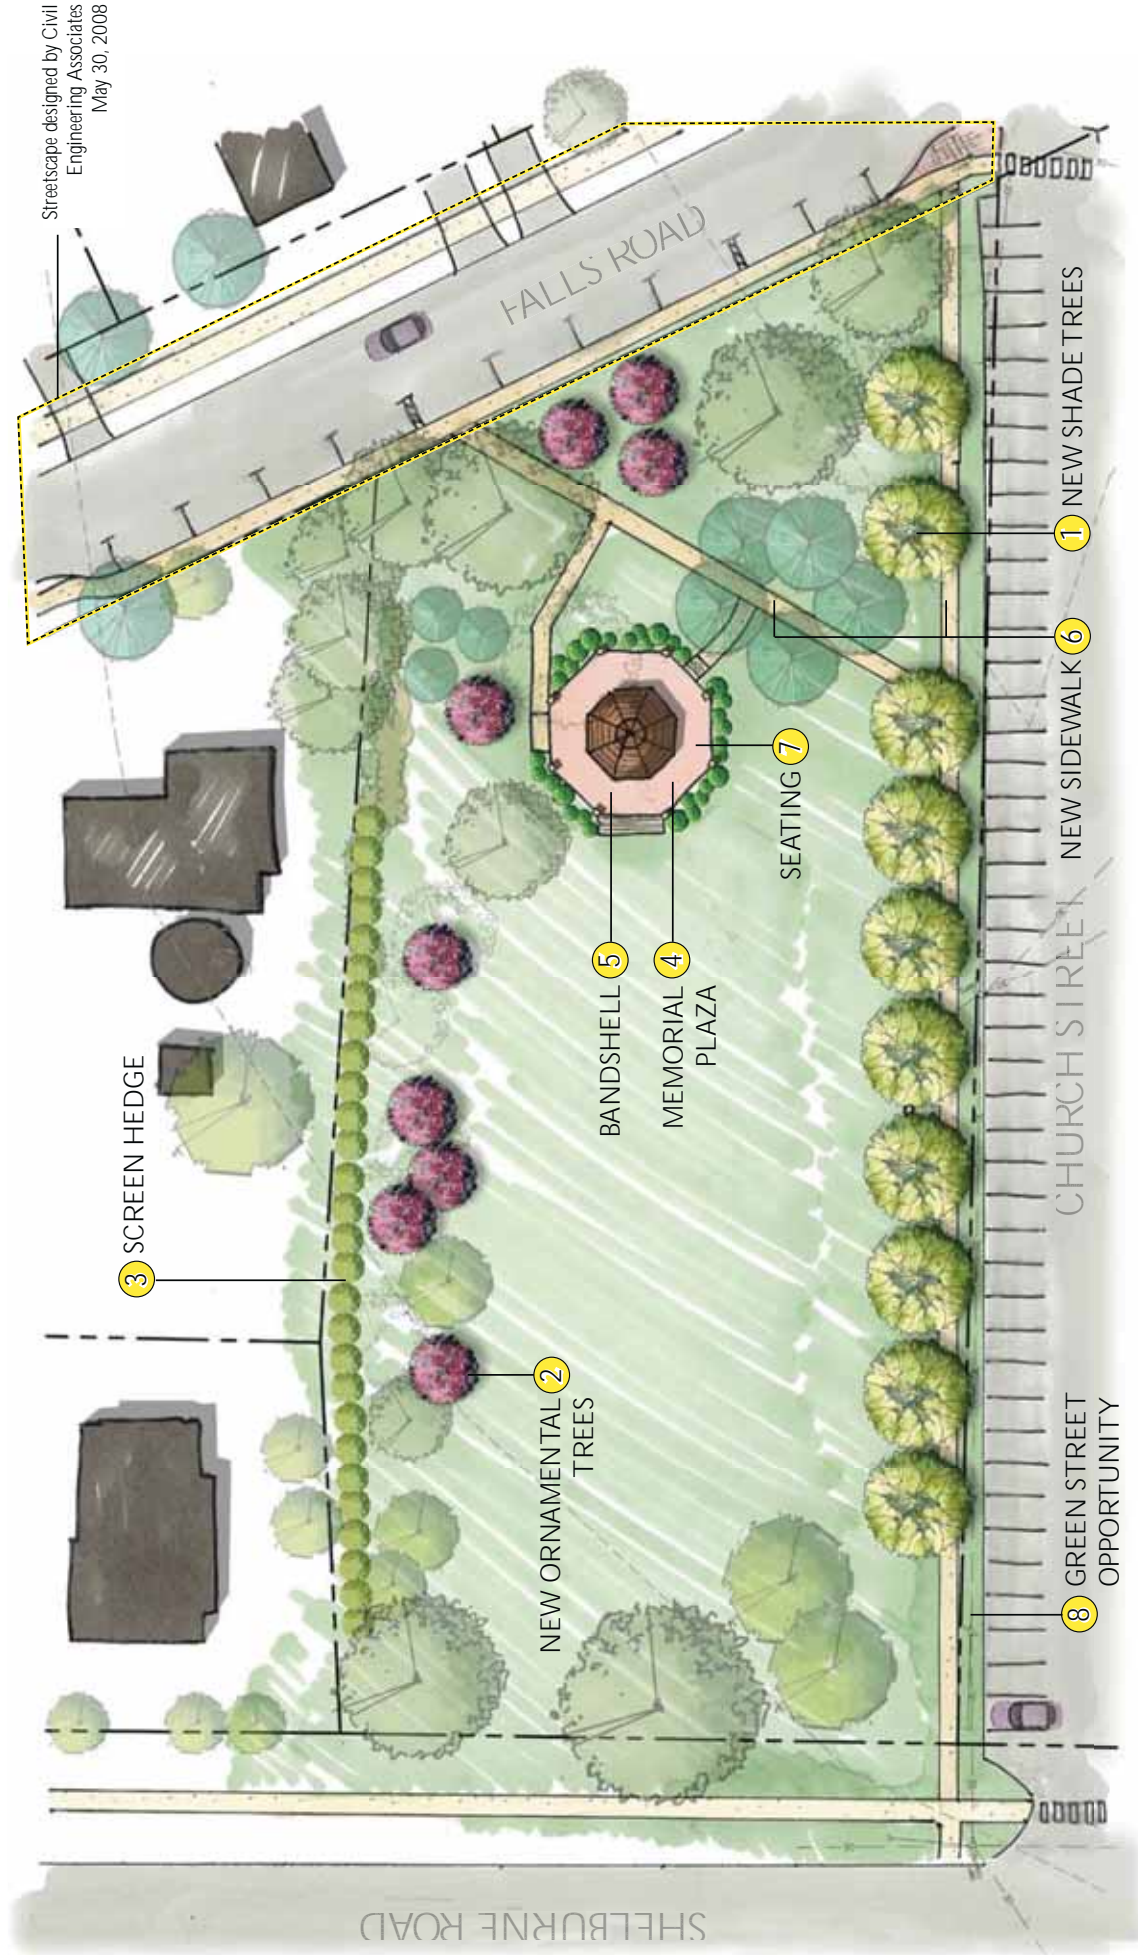 Streetscape designed by Civil
Engineering Associates
May 30, 2008
FALLS ROAD
3 SCREEN HEDGE
BANDSHELL 5
MEMORIAL 4
PLAZA
SEATING 7
NEW SIDEWALK 6
1 NEW SHADE TREES
NEW ORNAMENTAL 2
TREES
CHURCH STREET
8 GREEN STREET
OPPORTUNITY
SHELBURNE ROAD